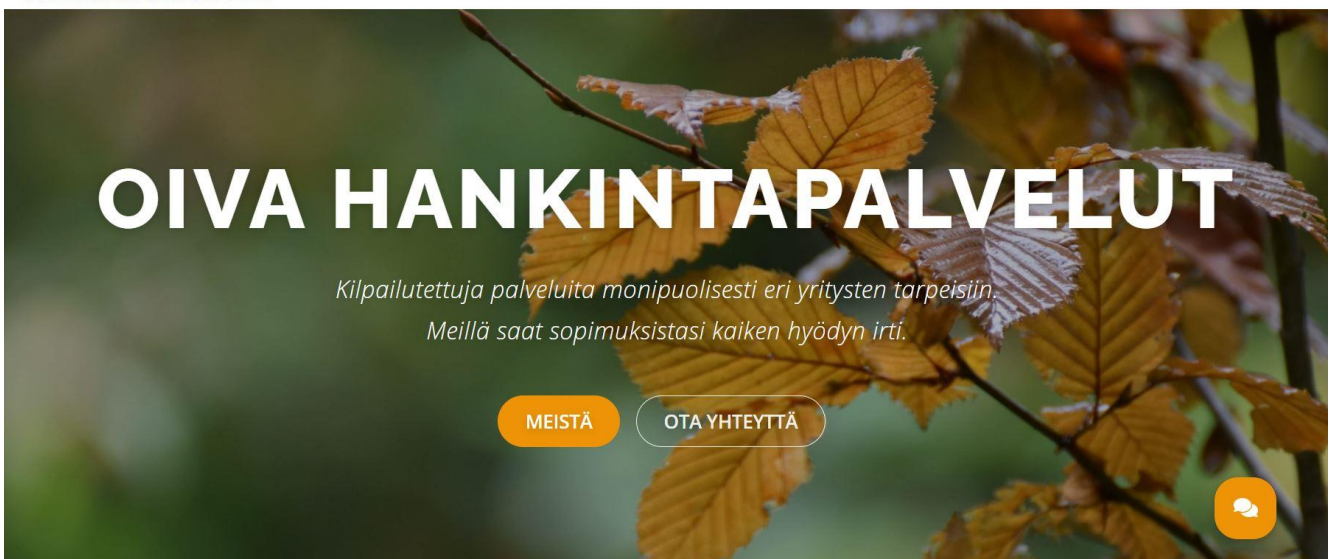 OIVA HANKINTAPALVELUT
Kilpailutettuja palveluita monipuolisesti eri yritysten tarpeisiin.
Meillä saat sopimuksistasi kaiken hyödyn irti.
MEISTÄ
OTA YHTEYTTÄ